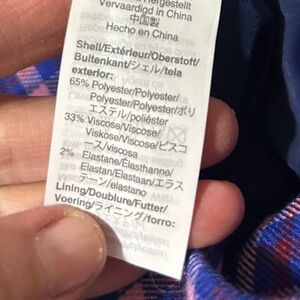 Hergestellt
Vervaardigd in China
中国製
Hecho en China
Shell/Extérieur/Oberstoff/
Buitenkant/シェル/tela
exterior:
65% Polyester/Polyester/
Polyester/Polyester/ポリ
エステル/poliéster
33% Viscose/Viscose/
Viskose/Viscose/ビスコ
ース/viscosa
2% Elastane/Élasthanne/
Elastan/Elastaan/エラス
テーン/elastano
Lining/Doublure/Futter/
Voering/ライニング/forro: